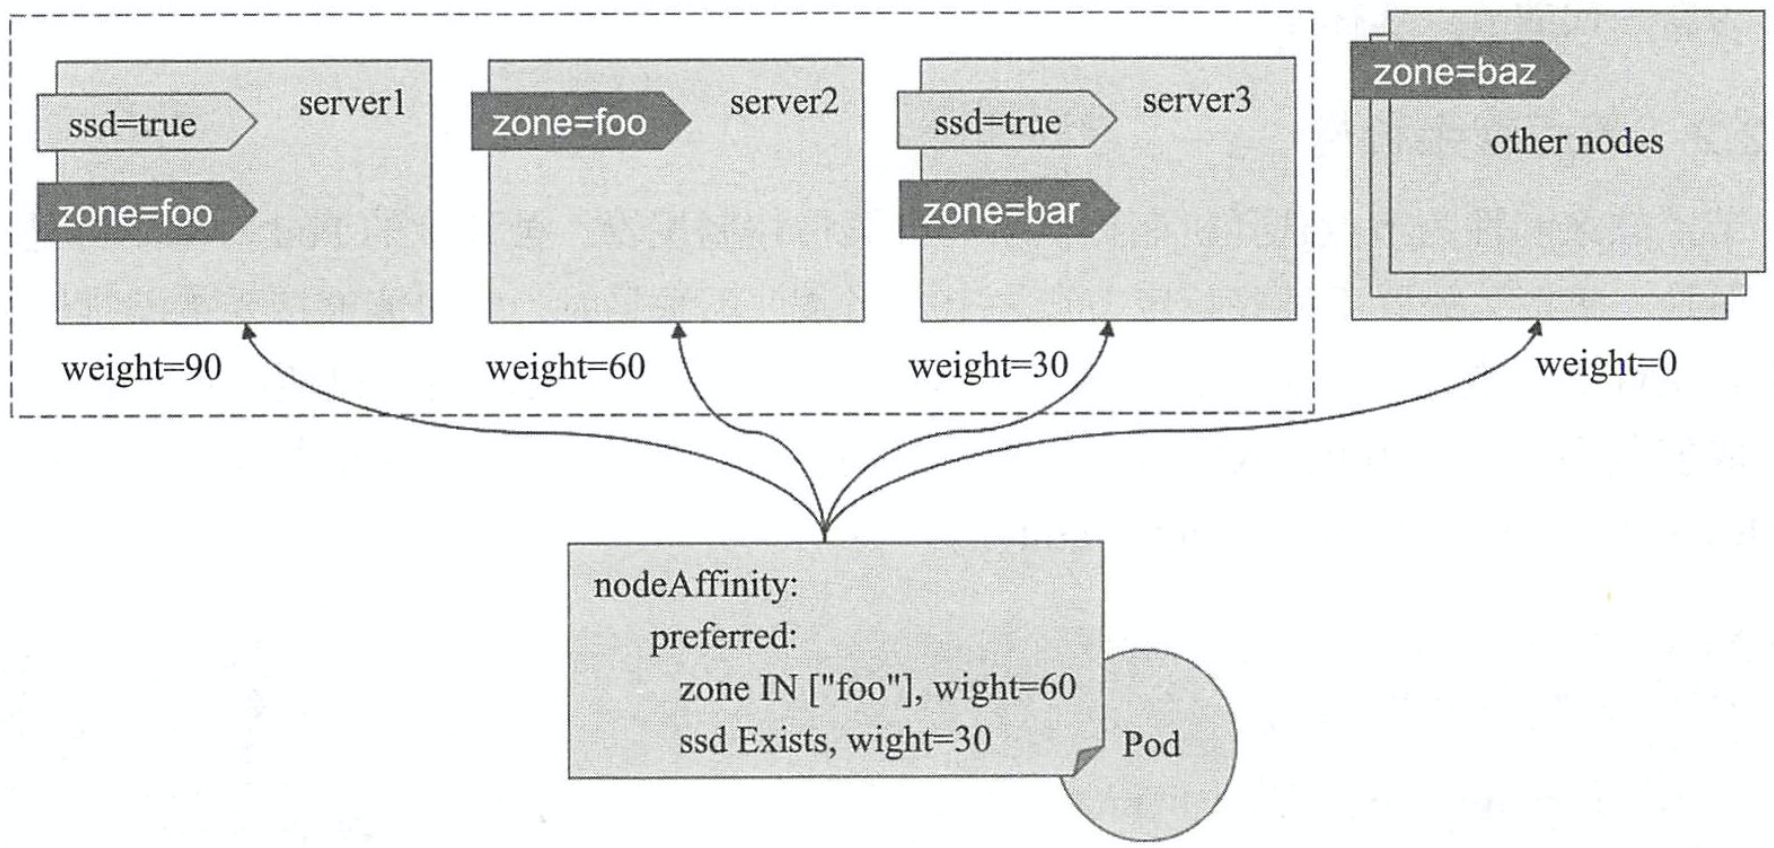 ssd=true
server1
zone=foo
weight=90
zone=foo
server2
weight=60
ssd=true
server3
zone=bar
weight=30
zone=baz
other nodes
weight=0
nodeAffinity:
preferred:
zone IN ["foo"], wight=60
ssd Exists, wight=30
Pod